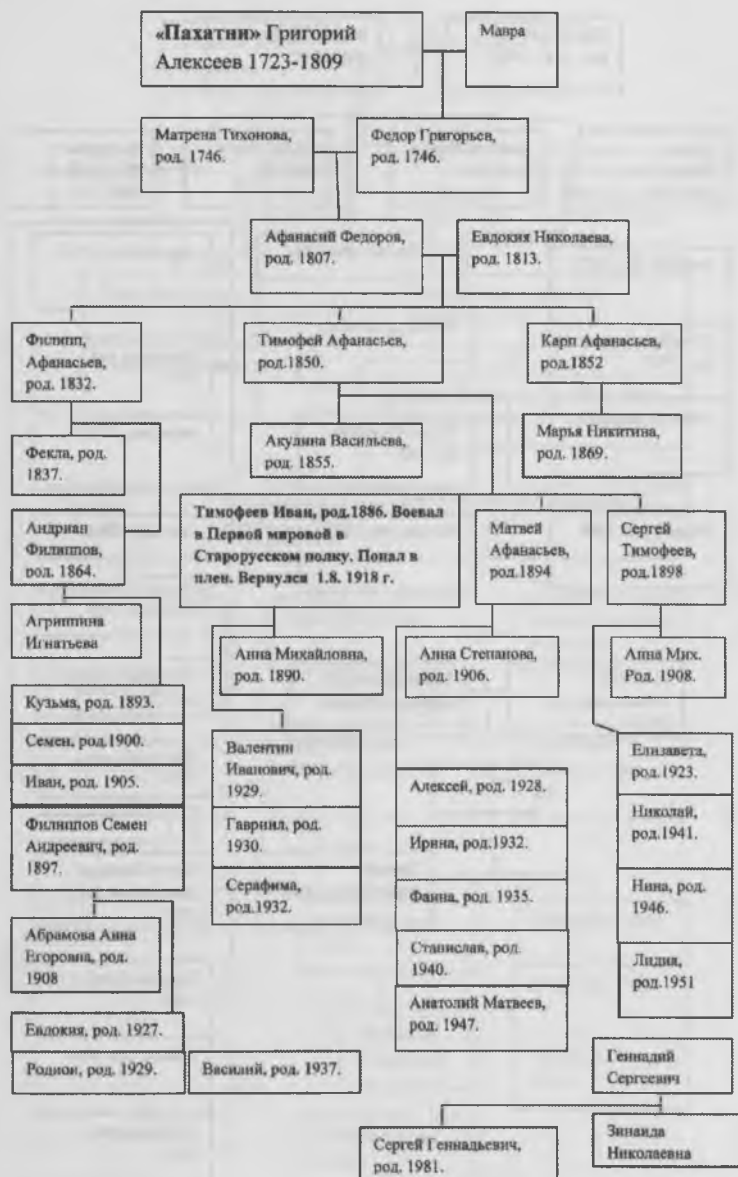 «Пахатни» Григорий
Алексеев 1723-1809
Мавра
Матрена Тихонова,
род. 1746.
Федор Григорьев,
род. 1746.
Афанасий Федоров,
род. 1807.
Евдокия Николаева,
род. 1813.
Филипп,
Афанасьев,
род. 1832.
Тимофей Афанасьев,
род.1850.
Карп Афанасьев,
род.1852
Фекла, род.
1837.
Акулина Васильева,
род. 1855.
Марья Никитина,
род. 1869.
Андриан
Филиппов,
род. 1864.
Тимофеев Иван, род.1886. Воевал
в Первой мировой в
Старорусском полку. Попал в
плен. Вернулся 1.8. 1918 г.
Матвей
Афанасьев,
род.1894
Сергей
Тимофеев,
род.1898
Агриппина
Игнатьева
Анна Михайловна,
род. 1890.
Анна Степанова,
род. 1906.
Анна Мих.
Род. 1908.
Кузьма, род. 1893.
Семен, род.1900.
Иван, род. 1905.
Филиппов Семен
Андреевич, род.
1897.
Валентин
Иванович, род.
1929.
Гавриил, род.
1930.
Серафима,
род.1932.
Алексей, род. 1928.
Ирина, род.1932.
Фаина, род. 1935.
Станислав, род.
1940.
Анатолий Матвеев,
род. 1947.
Елизавета,
род.1923.
Николай,
род.1941.
Нина, род.
1946.
Лидия,
род.1951
Абрамова Анна
Егоровна, род.
1908
Евдокия, род. 1927.
Родион, род. 1929.
Василий, род. 1937.
Геннадий
Сергеевич
Зинаида
Николаевна
Сергей Геннадьевич,
род. 1981.